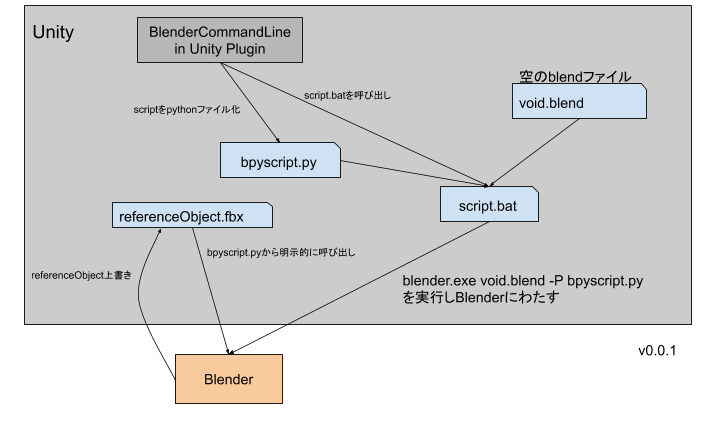 Unity
BlenderCommandLine
in Unity Plugin
空のblendファイル
void.blend
script.batを呼び出し
scriptをpythonファイル化
bpyscript.py
script.bat
referenceObject.fbx
bpyscript.pyから明示的に呼び出し
referenceObject上書き
blender.exe void.blend -P bpyscript.py
を実行しBlenderにわたす
v0.0.1
Blender